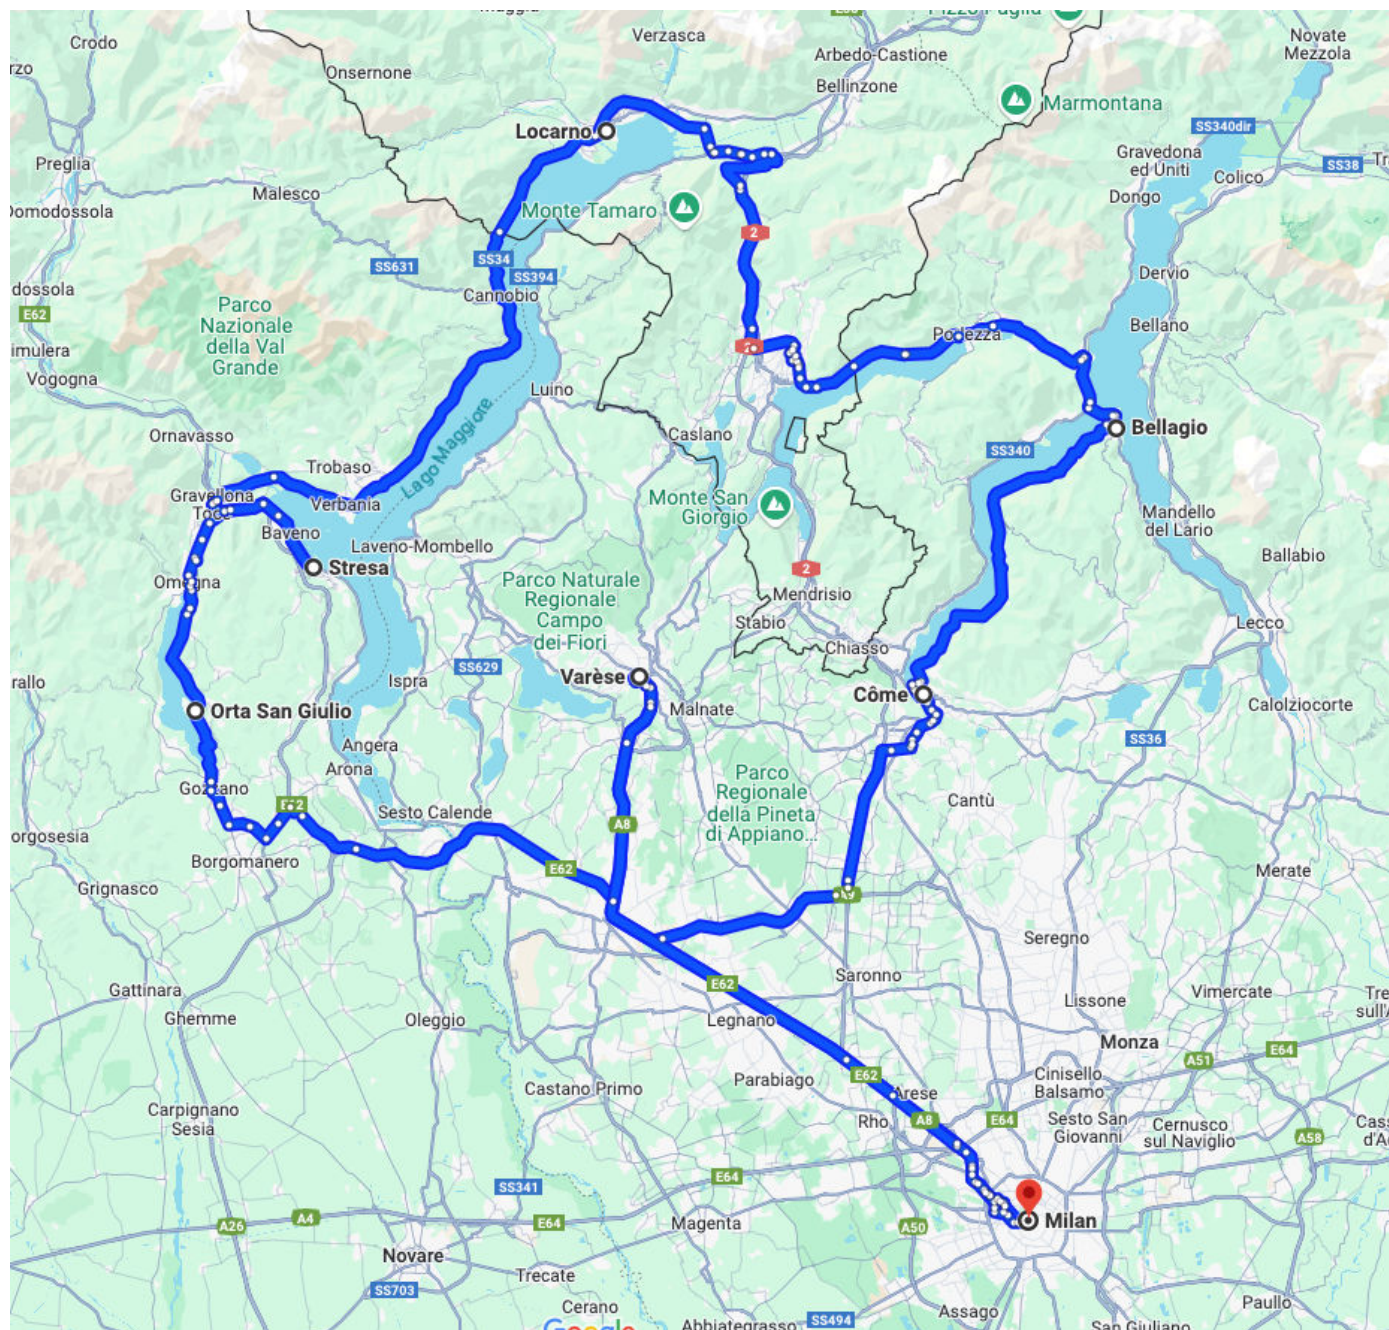 Crodo
Verzasca
Novate
Mezzola
Onsernone
Arbedo-Castione
Bellinzone
Marmontana
Locarno
SS340dir
Preglia
Gravedona
ed Uniti
SS38
Colico
Malesco
Dongo
Domodossola
Monte Tamaro
2
SS34
SS631
SS394
Dervio
Cannobio
E62
Parco
Nazionale
della Val
Grande
Bellano
Vogogna
Luino
Lago Maggiore
Ornavasso
Caslano
Bellagio
SS340
Trobaso
Gravellona
Toce
Verbania
Monte San
Giorgio
Mandello
del Lario
Baveno
Laveno-Mombello
Ballabio
Stresa
2
Omegna
Parco Naturale
Regionale
Campo
dei Fiori
Mendrisio
Stabio
Lecco
Chiasso
SS629
Varèse
Ispra
Côme
Orta San Giulio
Malnate
Calolziocorte
SS36
Angera
Arona
Parco
Regionale
della Pineta
di Appiano...
Gozzano
Cantù
Sesto Calende
A8
Borgomanero
E62
Merate
Grignasco
Seregno
Saronno
E62
Gattinara
Lissone
Vimercate
Ghemme
Oleggio
Legnano
Monza
A51
E64
E62
Parabiago
Cinisello
Balsamo
Castano Primo
Arese
Carpignano
Sesia
Rho
A8
E64
Sesto San
Giovanni
Cernusco
sul Naviglio
A58
E64
SS341
A26
A4
E64
Magenta
A50
Milan
Novare
Trecate
SS703
Cerano
Assago
Paullo
SS494